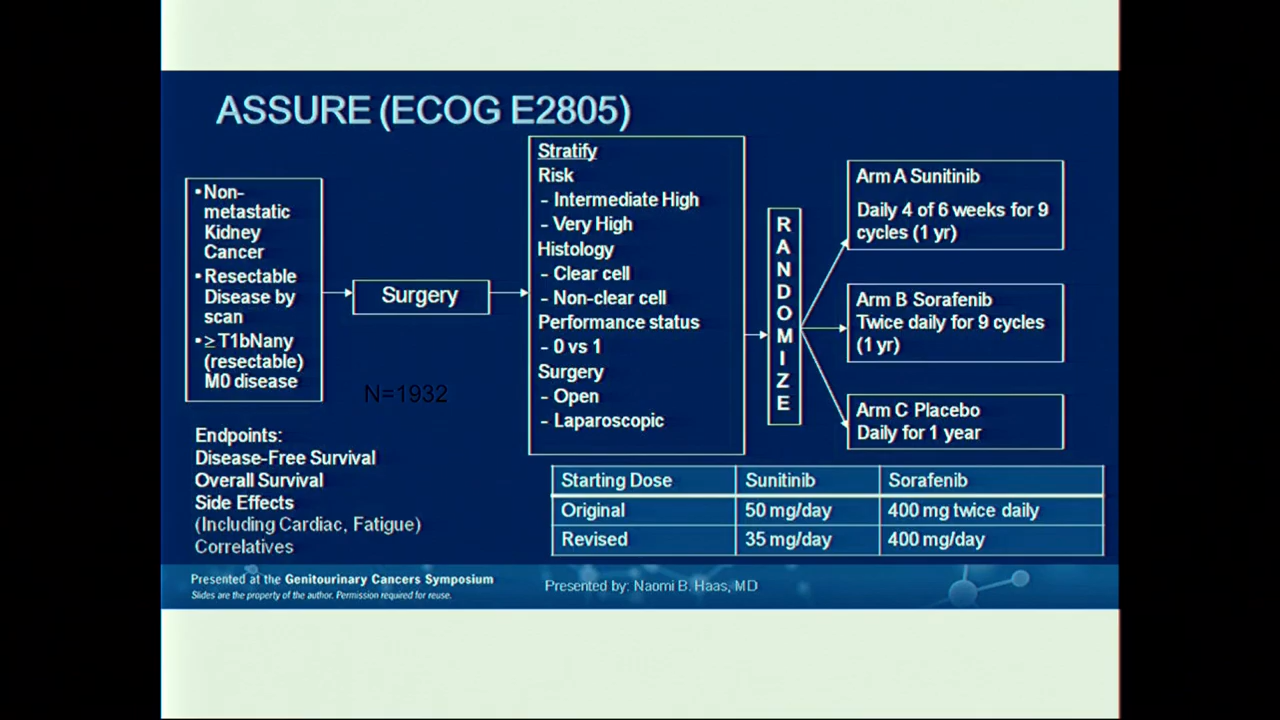 ASSURE (ECOG E2805)
•Non-
metastatic
Kidney
Cancer
•Resectable
Disease by
scan
•≥T1bNany
(resectable)
M0 disease
Surgery
N=1932
Stratify
Risk
- Intermediate High
- Very High
Histology
- Clear cell
- Non-clear cell
Performance status
- 0 vs 1
Surgery
- Open
- Laparoscopic
RANDOMIZE
Arm A Sunitinib
Daily 4 of 6 weeks for 9
cycles (1 yr)
Arm B Sorafenib
Twice daily for 9 cycles
(1 yr)
Arm C Placebo
Daily for 1 year
Endpoints:
Disease-Free Survival
Overall Survival
Side Effects
(Including Cardiac, Fatigue)
Correlatives
Starting Dose Sunitinib Sorafenib
Original 50 mg/day 400 mg twice daily
Revised 35 mg/day 400 mg/day
Presented at the Genitourinary Cancers Symposium
Slides are the property of the author. Permission required for reuse.
Presented by: Naomi B. Haas, MD